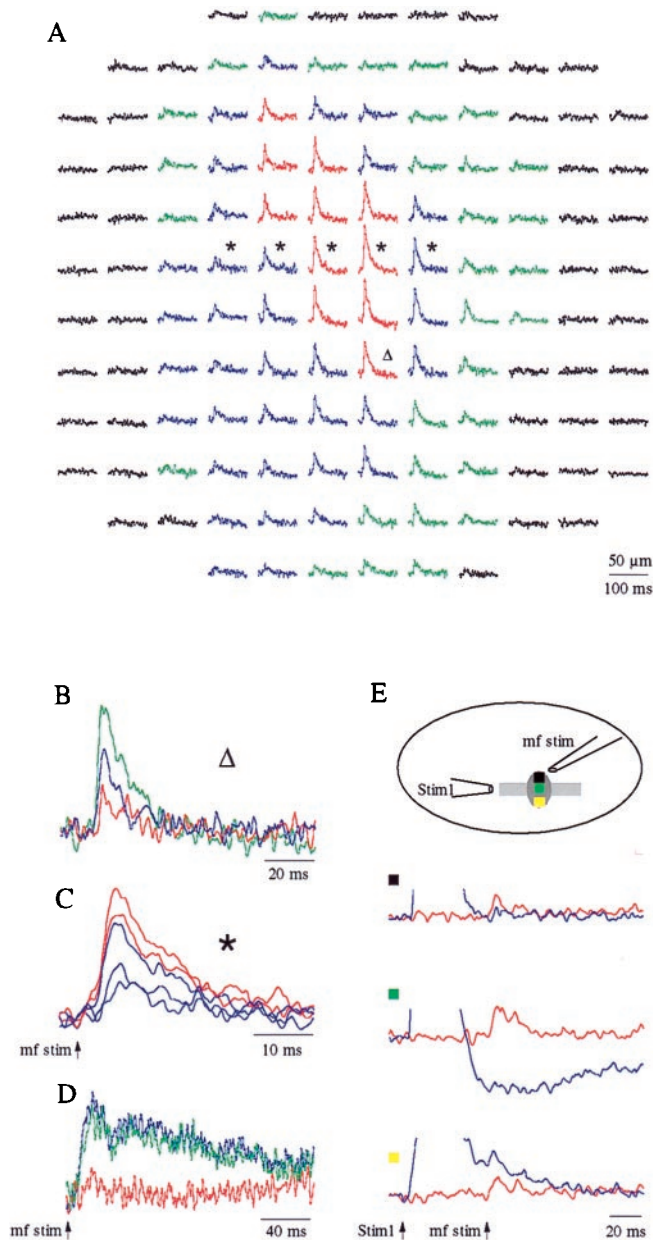 A
* * * * *
Δ
50 µm
100 ms
B
Δ
20 ms
C
*
mf stim
10 ms
D
mf stim
40 ms
E
mf stim
Stim1
Stim1
mf stim
20 ms